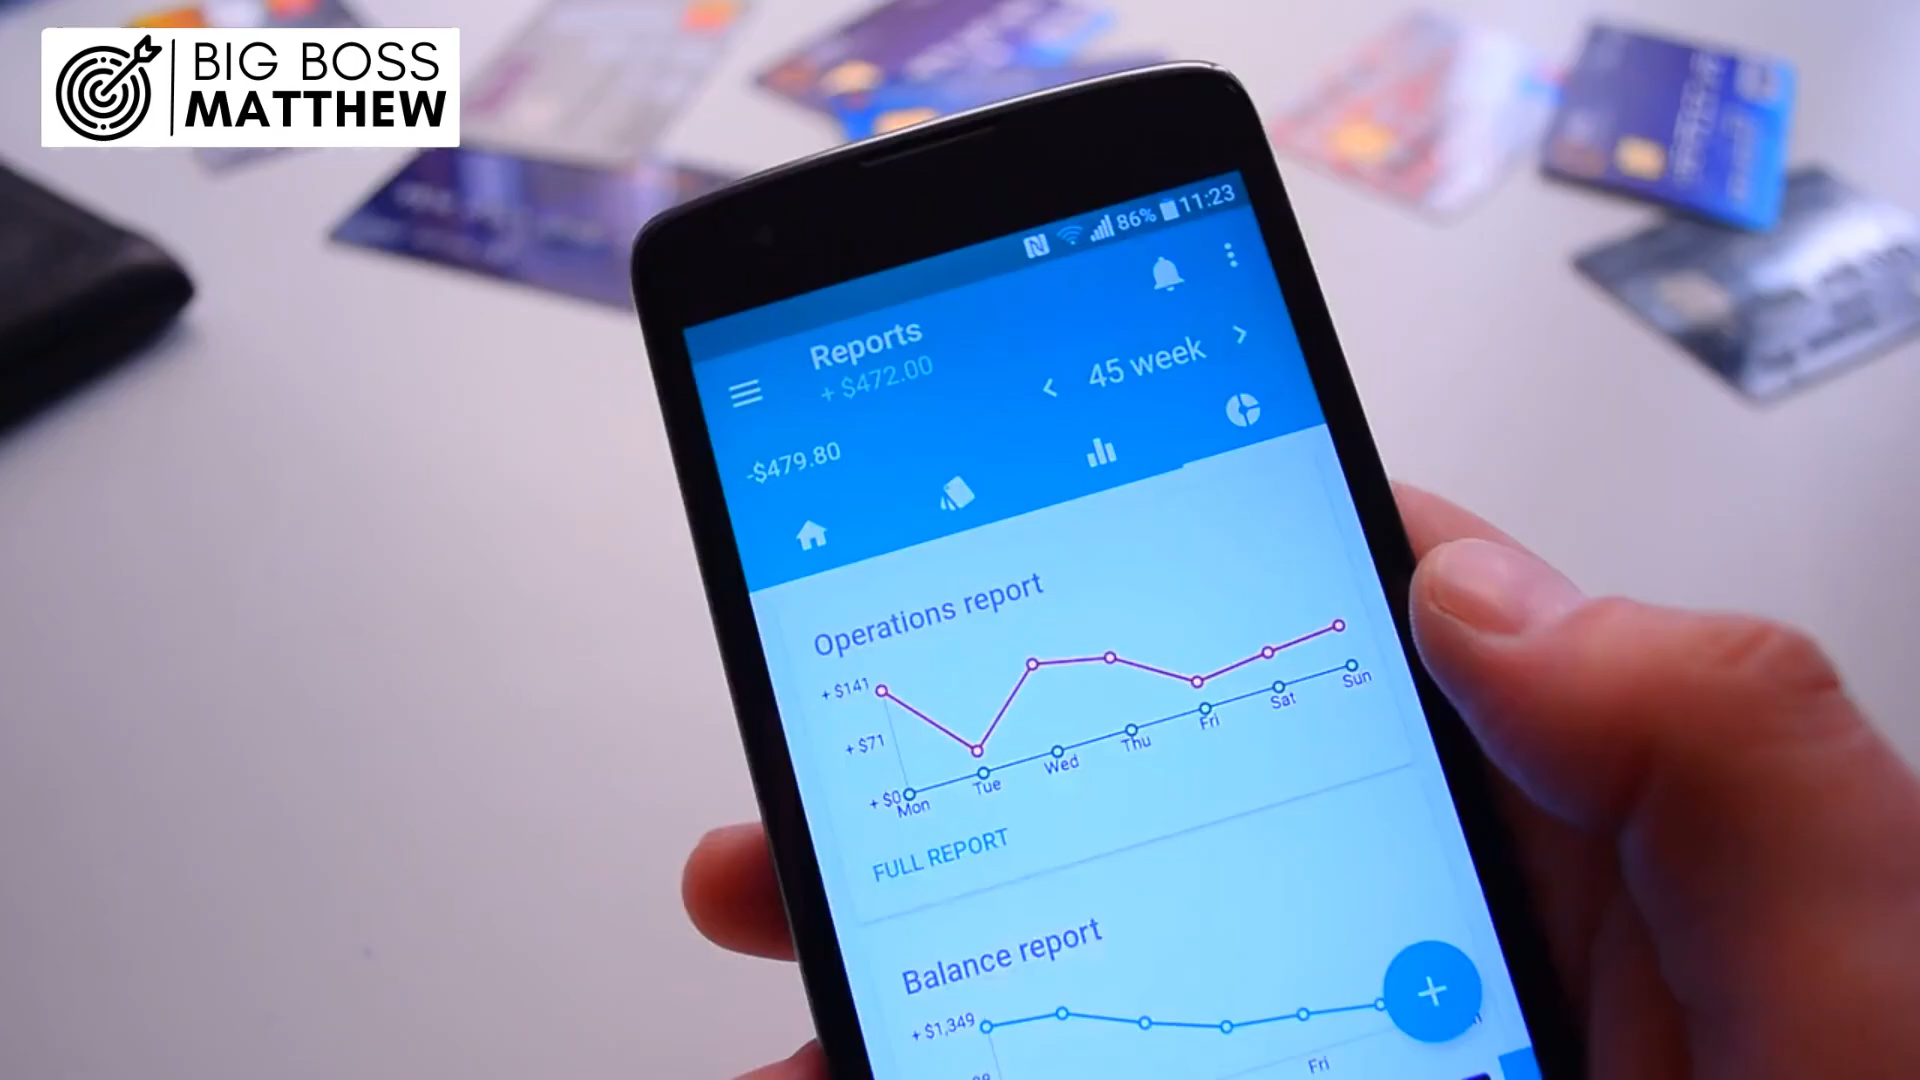 BIG BOSS
MATTHEW
86% 11:23
Reports
+ $472.00
45 week
-$479.80
Operations report
+ $141
+ $71
+ $0
Mon
Tue
Wed
Thu
Fri
Sat
Sun
FULL REPORT
Balance report
+ $1,349
Fri